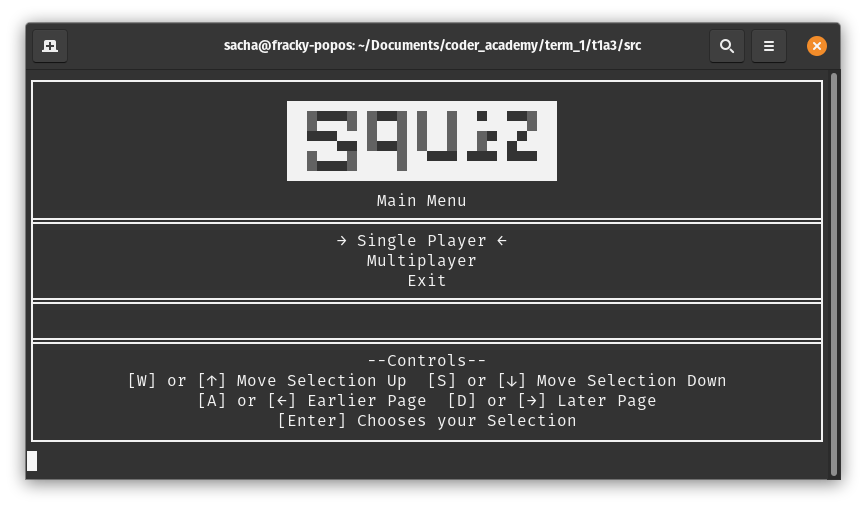 sacha@fracky-popos: ~/Documents/coder_academy/term_1/t1a3/src
Squiz
Main Menu
→ Single Player ←
Multiplayer
Exit
--Controls--
[W] or [↑] Move Selection Up  [S] or [↓] Move Selection Down
[A] or [←] Earlier Page  [D] or [→] Later Page
[Enter] Chooses your Selection